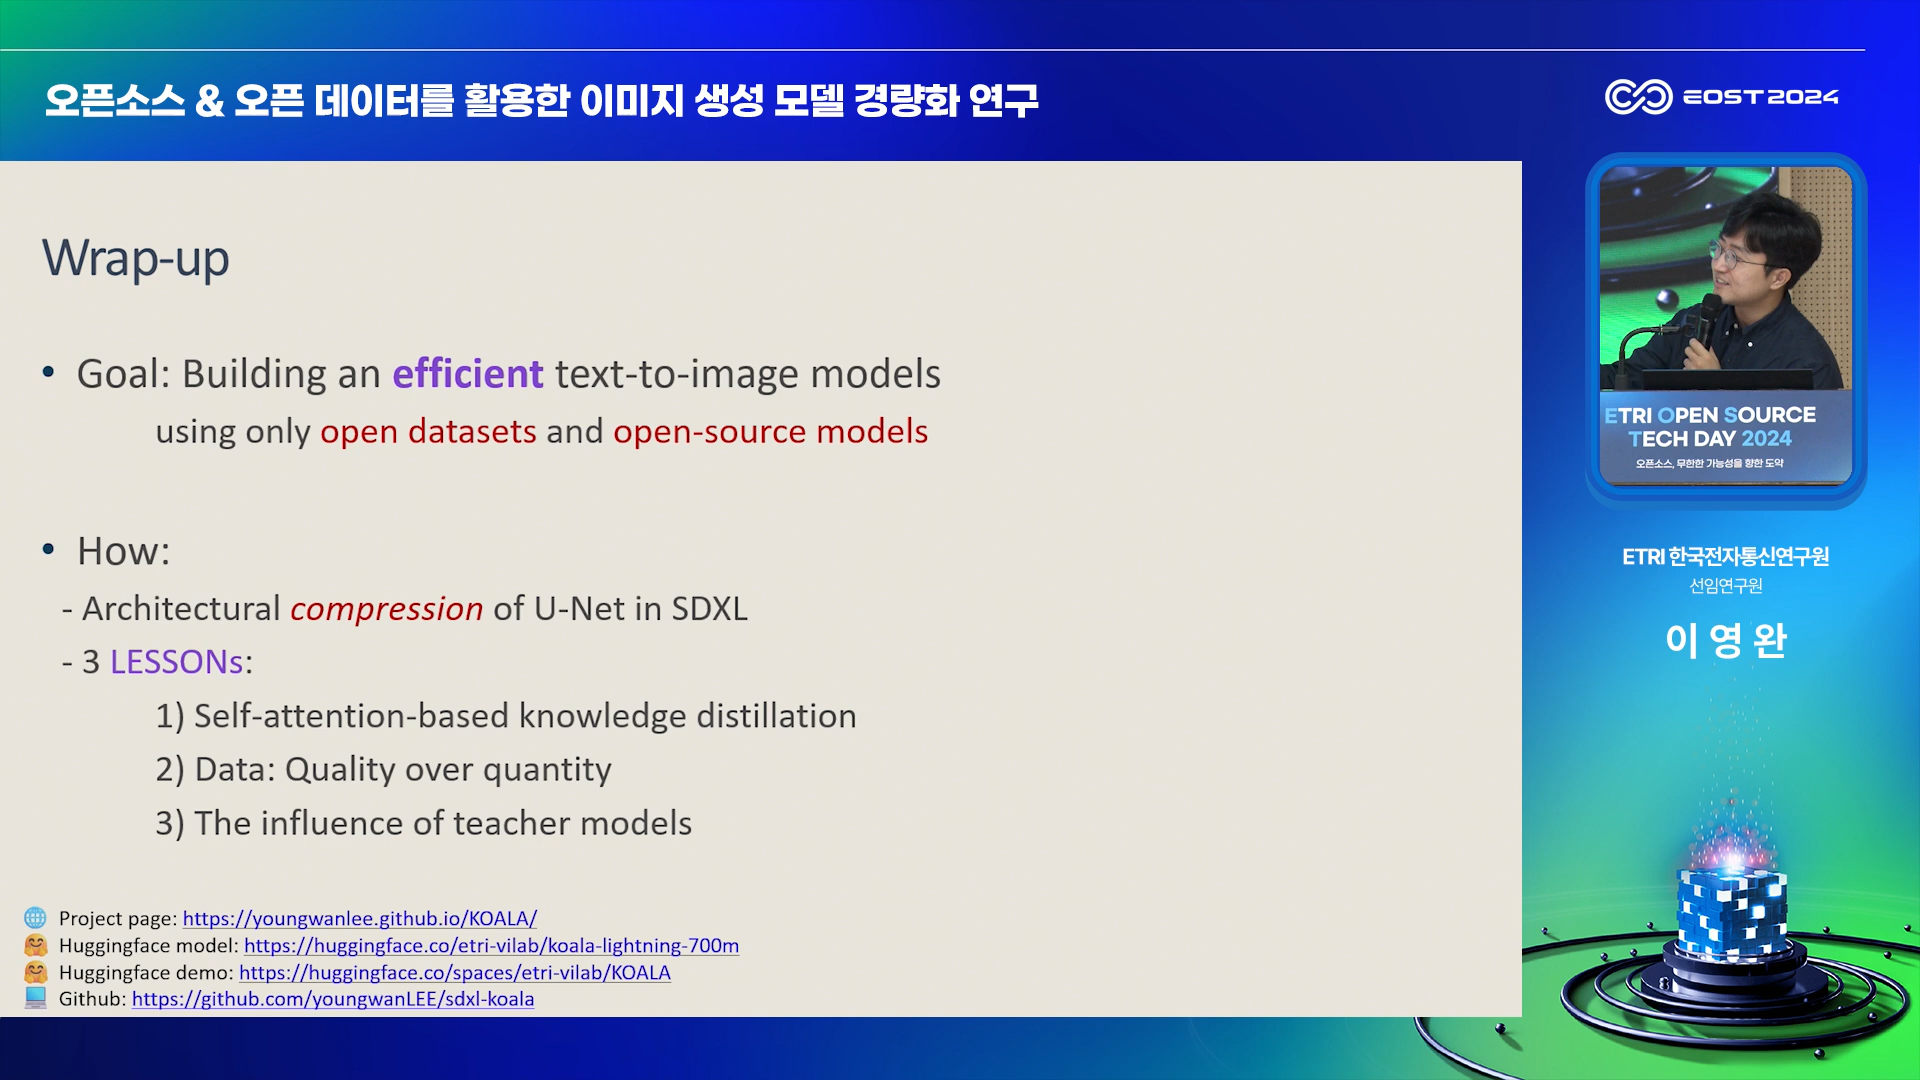 오픈소스 & 오픈 데이터를 활용한 이미지 생성 모델 경량화 연구
EOST 2024
Wrap-up
• Goal: Building an efficient text-to-image models
using only open datasets and open-source models
• How:
- Architectural compression of U-Net in SDXL
- 3 LESSONs:
1) Self-attention-based knowledge distillation
2) Data: Quality over quantity
3) The influence of teacher models
Project page: https://youngwanlee.github.io/KOALA/
Huggingface model: https://huggingface.co/etri-vilab/koala-lightning-700m
Huggingface demo: https://huggingface.co/spaces/etri-vilab/KOALA
Github: https://github.com/youngwanLEE/sdxl-koala
ETRI OPEN SOURCE
TECH DAY 2024
오픈소스, 무한한 가능성을 향한 도약
ETRI 한국전자통신연구원
선임연구원
이 영 완